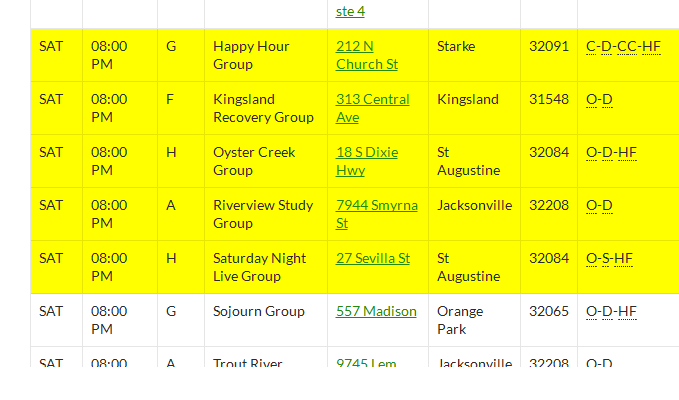 ste 4
SAT 08:00 PM G Happy Hour Group 212 N Church St Starke 32091 C-D-CC-HF
SAT 08:00 PM F Kingsland Recovery Group 313 Central Ave Kingsland 31548 O-D
SAT 08:00 PM H Oyster Creek Group 18 S Dixie Hwy St Augustine 32084 O-D-HF
SAT 08:00 PM A Riverview Study Group 7944 Smyrna St Jacksonville 32208 O-D
SAT 08:00 PM H Saturday Night Live Group 27 Sevilla St St Augustine 32084 O-S-HF
SAT 08:00 PM G Sojourn Group 557 Madison Orange Park 32065 O-D-HF
SAT 08:00 A Trout River 9745 Lem Jacksonville 32208 O-D